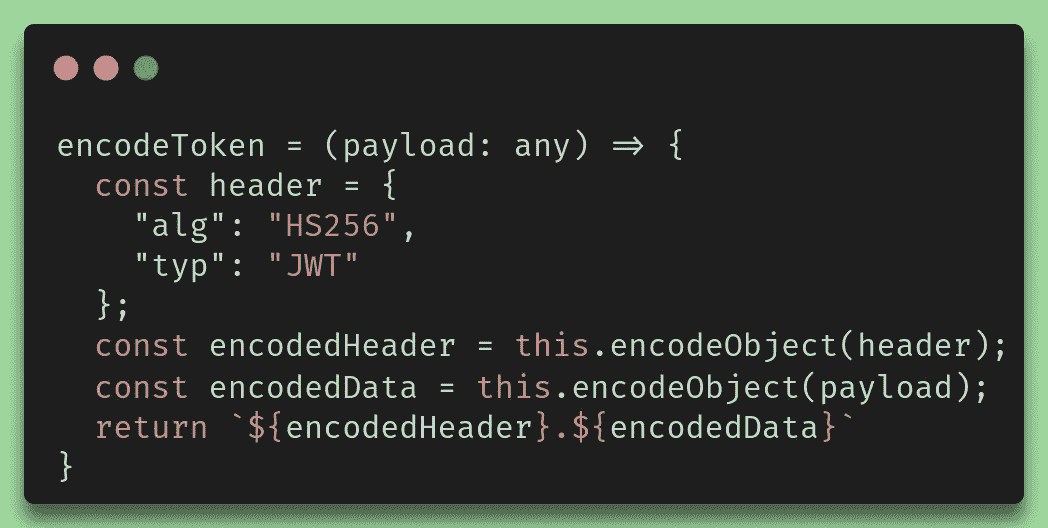 encodeToken = (payload: any) => {
  const header = {
    "alg": "HS256",
    "typ": "JWT"
  };
  const encodedHeader = this.encodeObject(header);
  const encodedData = this.encodeObject(payload);
  return `${encodedHeader}.${encodedData}`
}